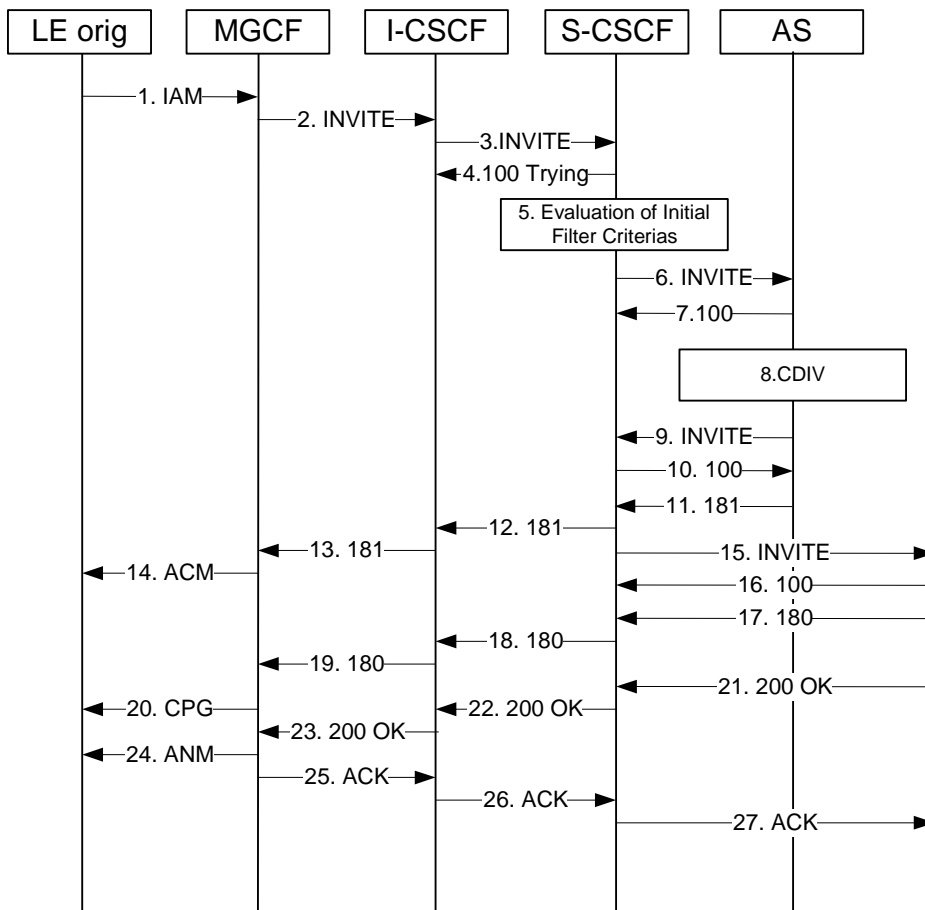 LE orig
MGCF
I-CSCF
S-CSCF
AS
1. IAM
2. INVITE
3.INVITE
4.100 Trying
5. Evaluation of Initial
Filter Criterias
6. INVITE
7.100
8.CDIV
9. INVITE
10. 100
11. 181
12. 181
13. 181
15. INVITE
14. ACM
16. 100
17. 180
18. 180
19. 180
21. 200 OK
20. CPG
22. 200 OK
23. 200 OK
24. ANM
25. ACK
26. ACK
27. ACK